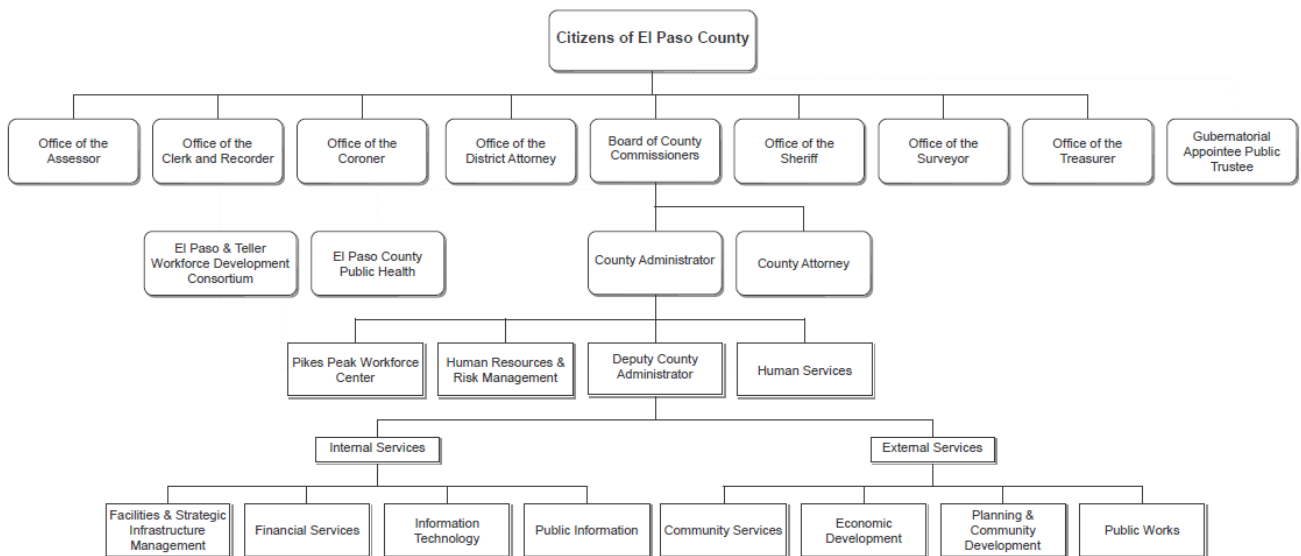 Citizens of El Paso County
Office of the
Assessor
Office of the
Clerk and Recorder
Office of the
Coroner
Office of the
District Attorney
Board of County
Commissioners
Office of the
Sheriff
Office of the
Surveyor
Office of the
Treasurer
Gubernatorial
Appointee Public
Trustee
El Paso & Teller
Workforce Development
Consortium
El Paso County
Public Health
County Administrator
County Attorney
Pikes Peak Workforce
Center
Human Resources &
Risk Management
Deputy County
Administrator
Human Services
Internal Services
External Services
Facilities & Strategic
Infrastructure
Management
Financial Services
Information
Technology
Public Information
Community Services
Economic
Development
Planning &
Community
Development
Public Works